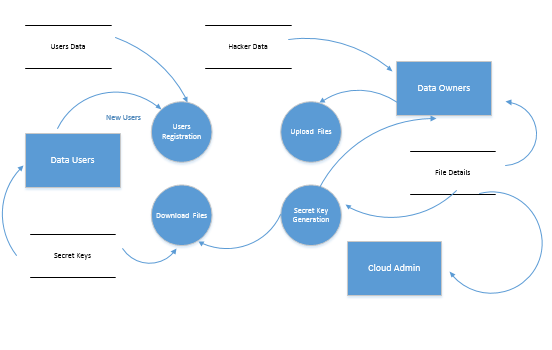 Users Data
Hacker Data
Data Owners
New Users
Users
Registration
Upload Files
Data Users
File Details
Download Files
Secret Key
Generation
Secret Keys
Cloud Admin